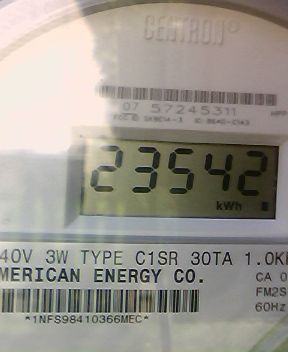 CENTRON®
07 57245311
23542
kWh
40V 3W TYPE C1SR 30TA 1.0K
MERICAN ENERGY CO.
CA 0
FM2S
60Hz
*1NFS98410366MEC*